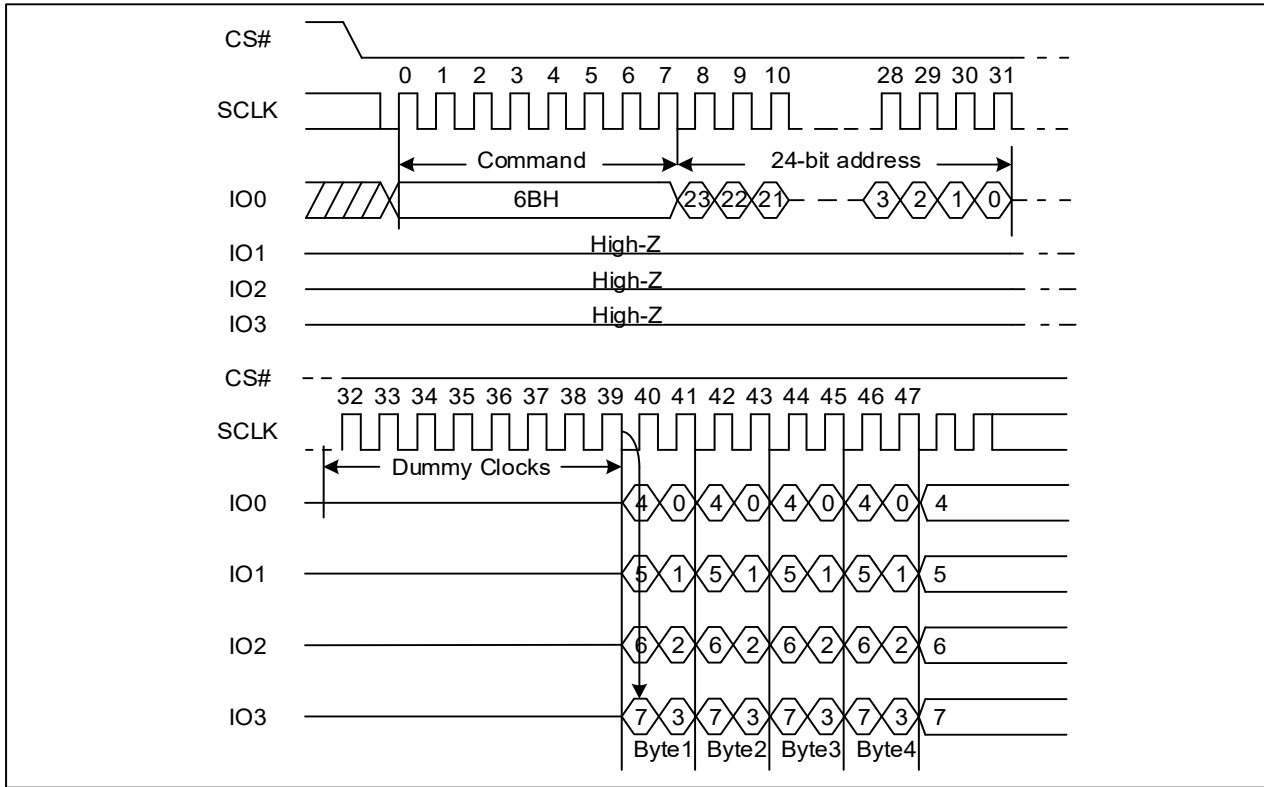 CS#
0 1 2 3 4 5 6 7 8 9 10 28 29 30 31
SCLK
Command 24-bit address
IO0 6BH 23 22 21 3 2 1 0
IO1 High-Z
IO2 High-Z
IO3 High-Z
CS#
32 33 34 35 36 37 38 39 40 41 42 43 44 45 46 47
SCLK
Dummy Clocks
IO0 4 0 4 0 4 0 4 0 4
IO1 5 1 5 1 5 1 5 1 5
IO2 6 2 6 2 6 2 6 2 6
IO3 7 3 7 3 7 3 7 3 7
Byte1 Byte2 Byte3 Byte4